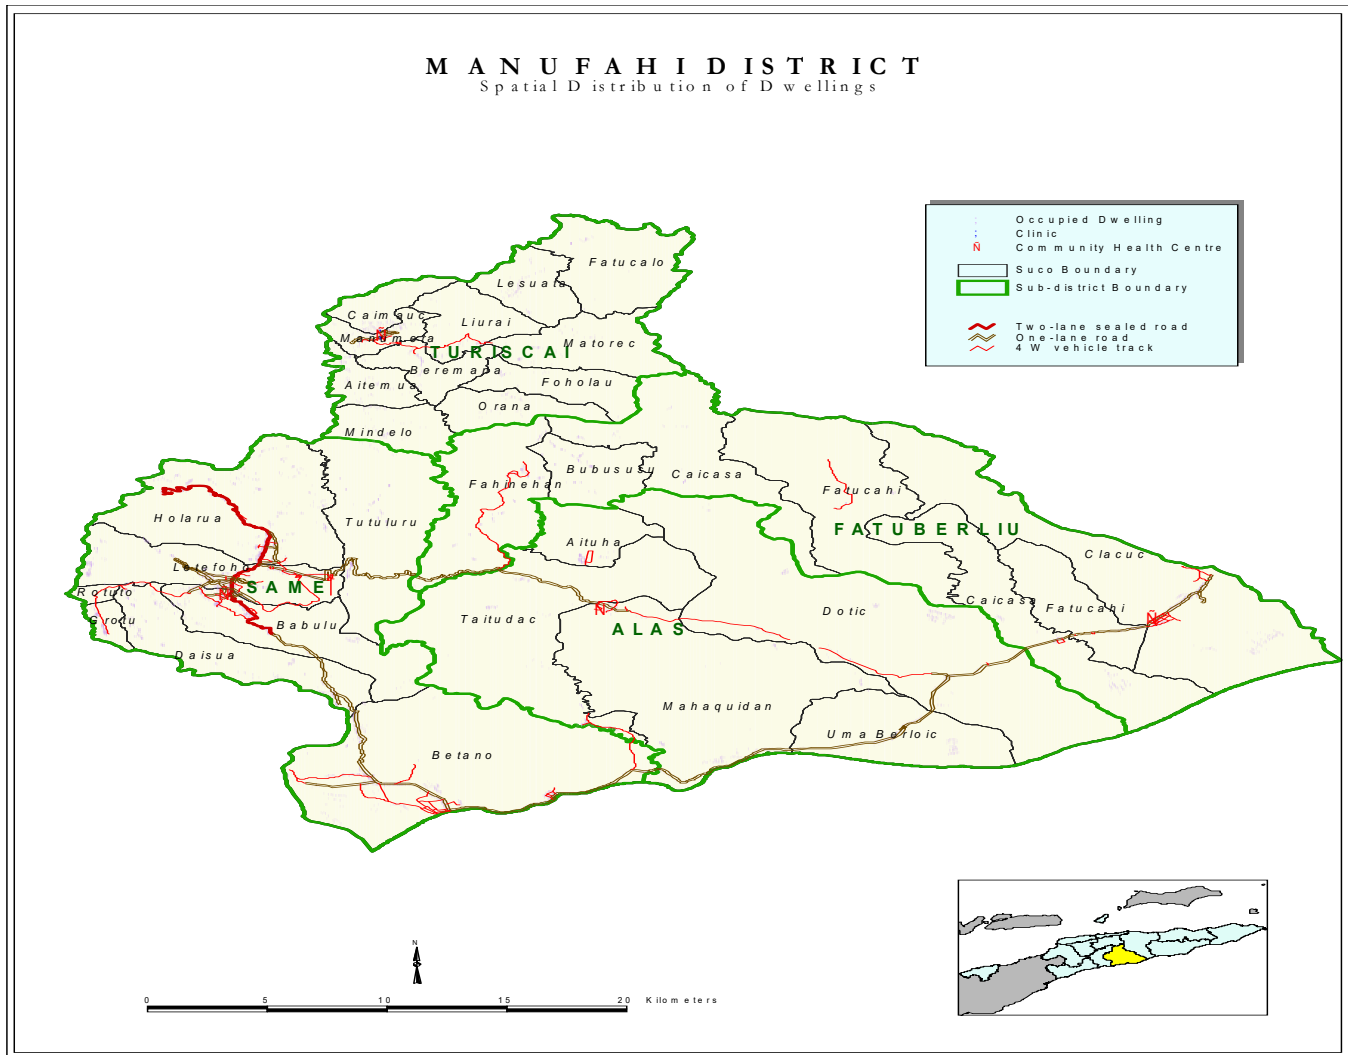 MANUFAHI DISTRICT
Spatial Distribution of Dwellings
Occupied Dwelling
Clinic
Ñ Community Health Centre
Suco Boundary
Sub-district Boundary
Two-lane sealed road
One-lane road
4 W vehicle track
Fatucalo
Lesuata
Caimauc
Liurai
Ñ
Manumera
Matorec
TURISCAI
Beremana
Aitemua
Foholau
Orana
Mindelo
Bubususu
Caicasa
Fahinehan
Fatucahi
Holarua
Tutuluru
FATUBERLIU
Aituha
Clacuc
Letefoho
SAME
Rotuto
Ñ
Caicasa
Fatucahi
Dotic
Ñ
Grotu
Babulu
Taitudac
Ñ
ALAS
Daisua
Mahaquidan
Uma Berloic
Betano
N
0 5 10 15 20 Kilometers